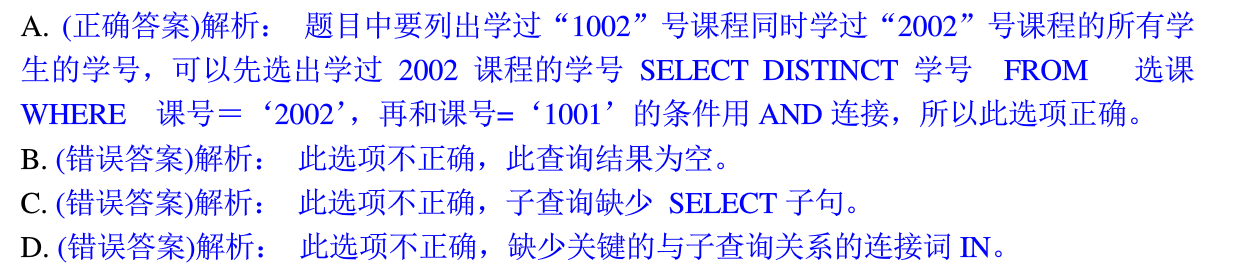 A. (正确答案)解析： 题目中要列出学过“1002”号课程同时学过“2002”号课程的所有学
生的学号，可以先选出学过 2002 课程的学号 SELECT DISTINCT 学号 FROM 选课
WHERE 课号＝‘2002’，再和课号=‘1001’的条件用 AND 连接，所以此选项正确。
B. (错误答案)解析： 此选项不正确，此查询结果为空。
C. (错误答案)解析： 此选项不正确，子查询缺少 SELECT 子句。
D. (错误答案)解析： 此选项不正确，缺少关键的与子查询关系的连接词 IN。